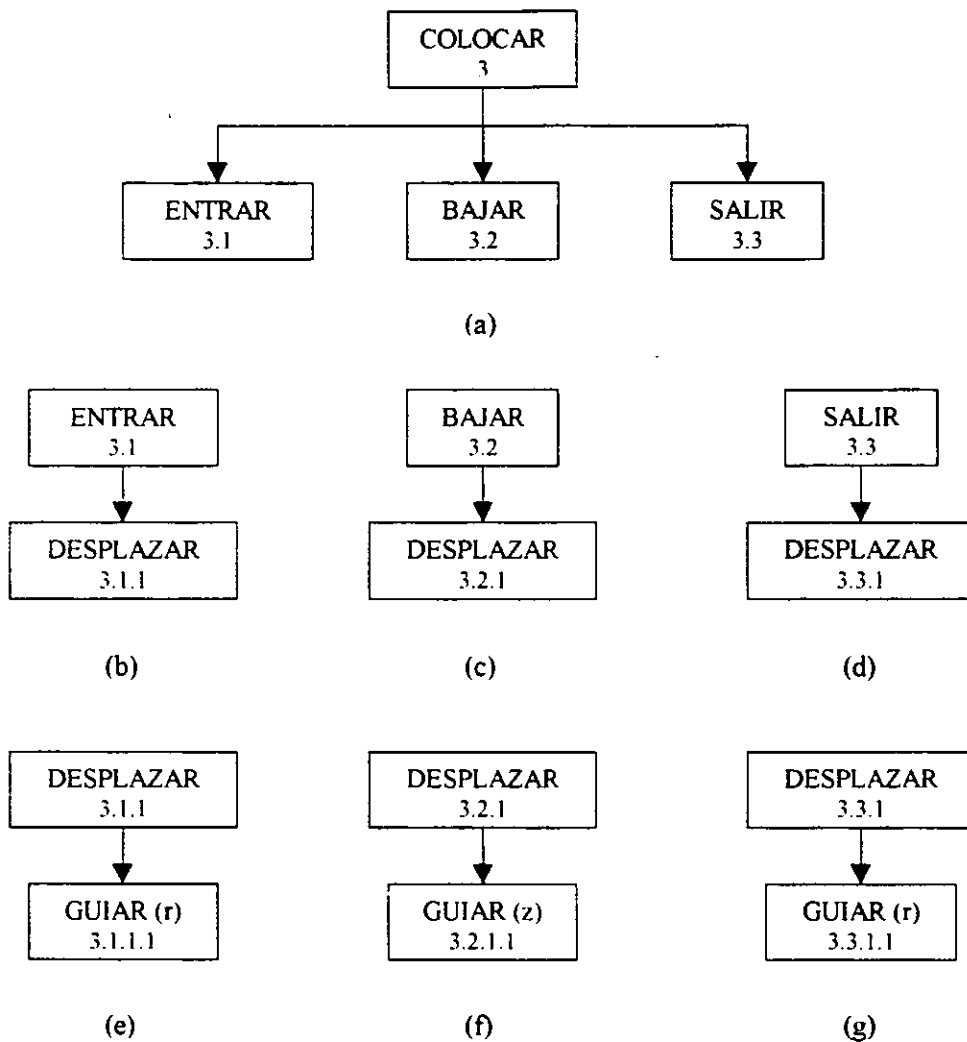 COLOCAR
3
ENTRAR
3.1
BAJAR
3.2
SALIR
3.3
(a)
ENTRAR
3.1
BAJAR
3.2
SALIR
3.3
DESPLAZAR
3.1.1
DESPLAZAR
3.2.1
DESPLAZAR
3.3.1
(b)
(c)
(d)
DESPLAZAR
3.1.1
DESPLAZAR
3.2.1
DESPLAZAR
3.3.1
GUIAR (r)
3.1.1.1
GUIAR (z)
3.2.1.1
GUIAR (r)
3.3.1.1
(e)
(f)
(g)